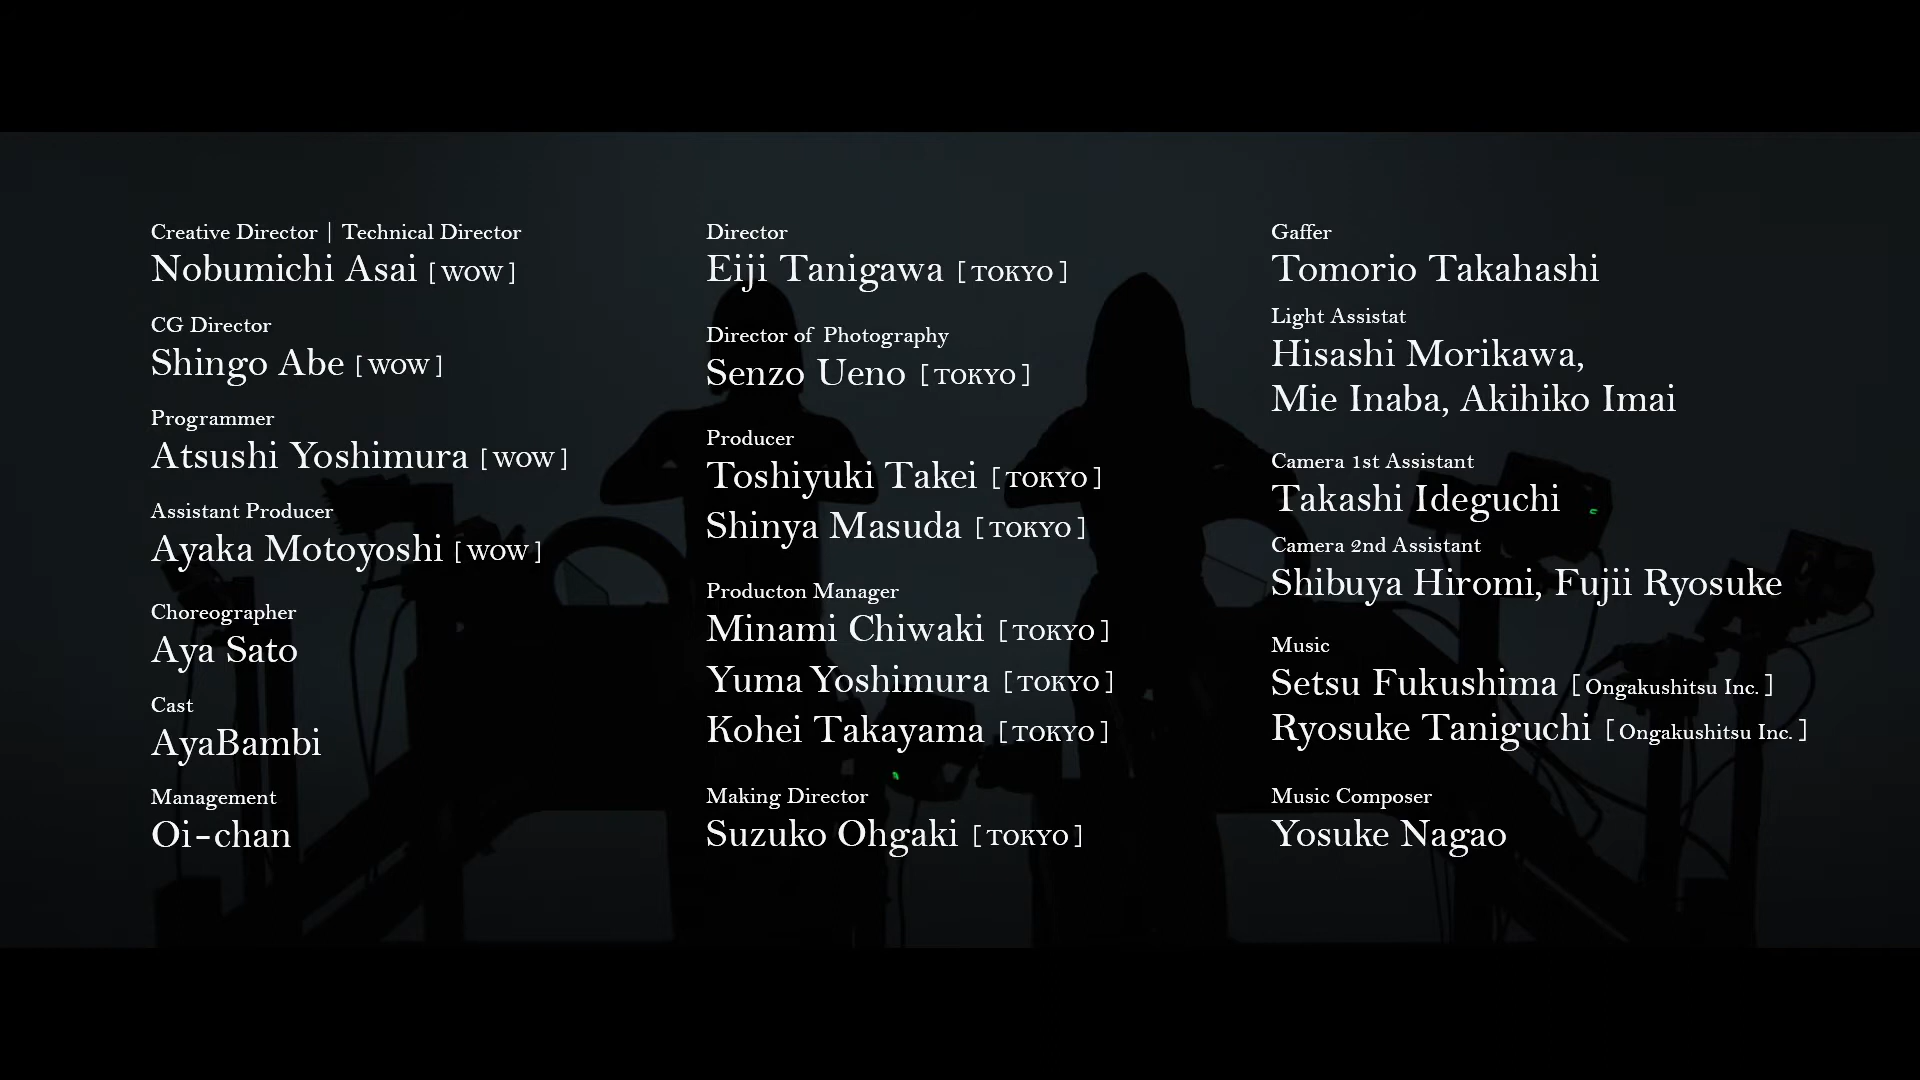 Creative Director | Technical Director
Nobumichi Asai [WOW]
CG Director
Shingo Abe [WOW]
Programmer
Atsushi Yoshimura [WOW]
Assistant Producer
Ayaka Motoyoshi [WOW]
Choreographer
Aya Sato
Cast
AyaBambi
Management
Oi-chan
Director
Eiji Tanigawa [TOKYO]
Director of Photography
Senzo Ueno [TOKYO]
Producer
Toshiyuki Takei [TOKYO]
Shinya Masuda [TOKYO]
Producton Manager
Minami Chiwaki [TOKYO]
Yuma Yoshimura [TOKYO]
Kohei Takayama [TOKYO]
Making Director
Suzuko Ohgaki [TOKYO]
Gaffer
Tomorio Takahashi
Light Assistat
Hisashi Morikawa,
Mie Inaba, Akihiko Imai
Camera 1st Assistant
Takashi Ideguchi
Camera 2nd Assistant
Shibuya Hiromi, Fujii Ryosuke
Music
Setsu Fukushima [Ongakushitsu Inc.]
Ryosuke Taniguchi [Ongakushitsu Inc.]
Music Composer
Yosuke Nagao